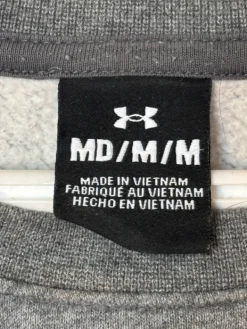 MD/M/M
MADE IN VIETNAM
FABRIQUÉ AU VIETNAM
HECHO EN VIETNAM